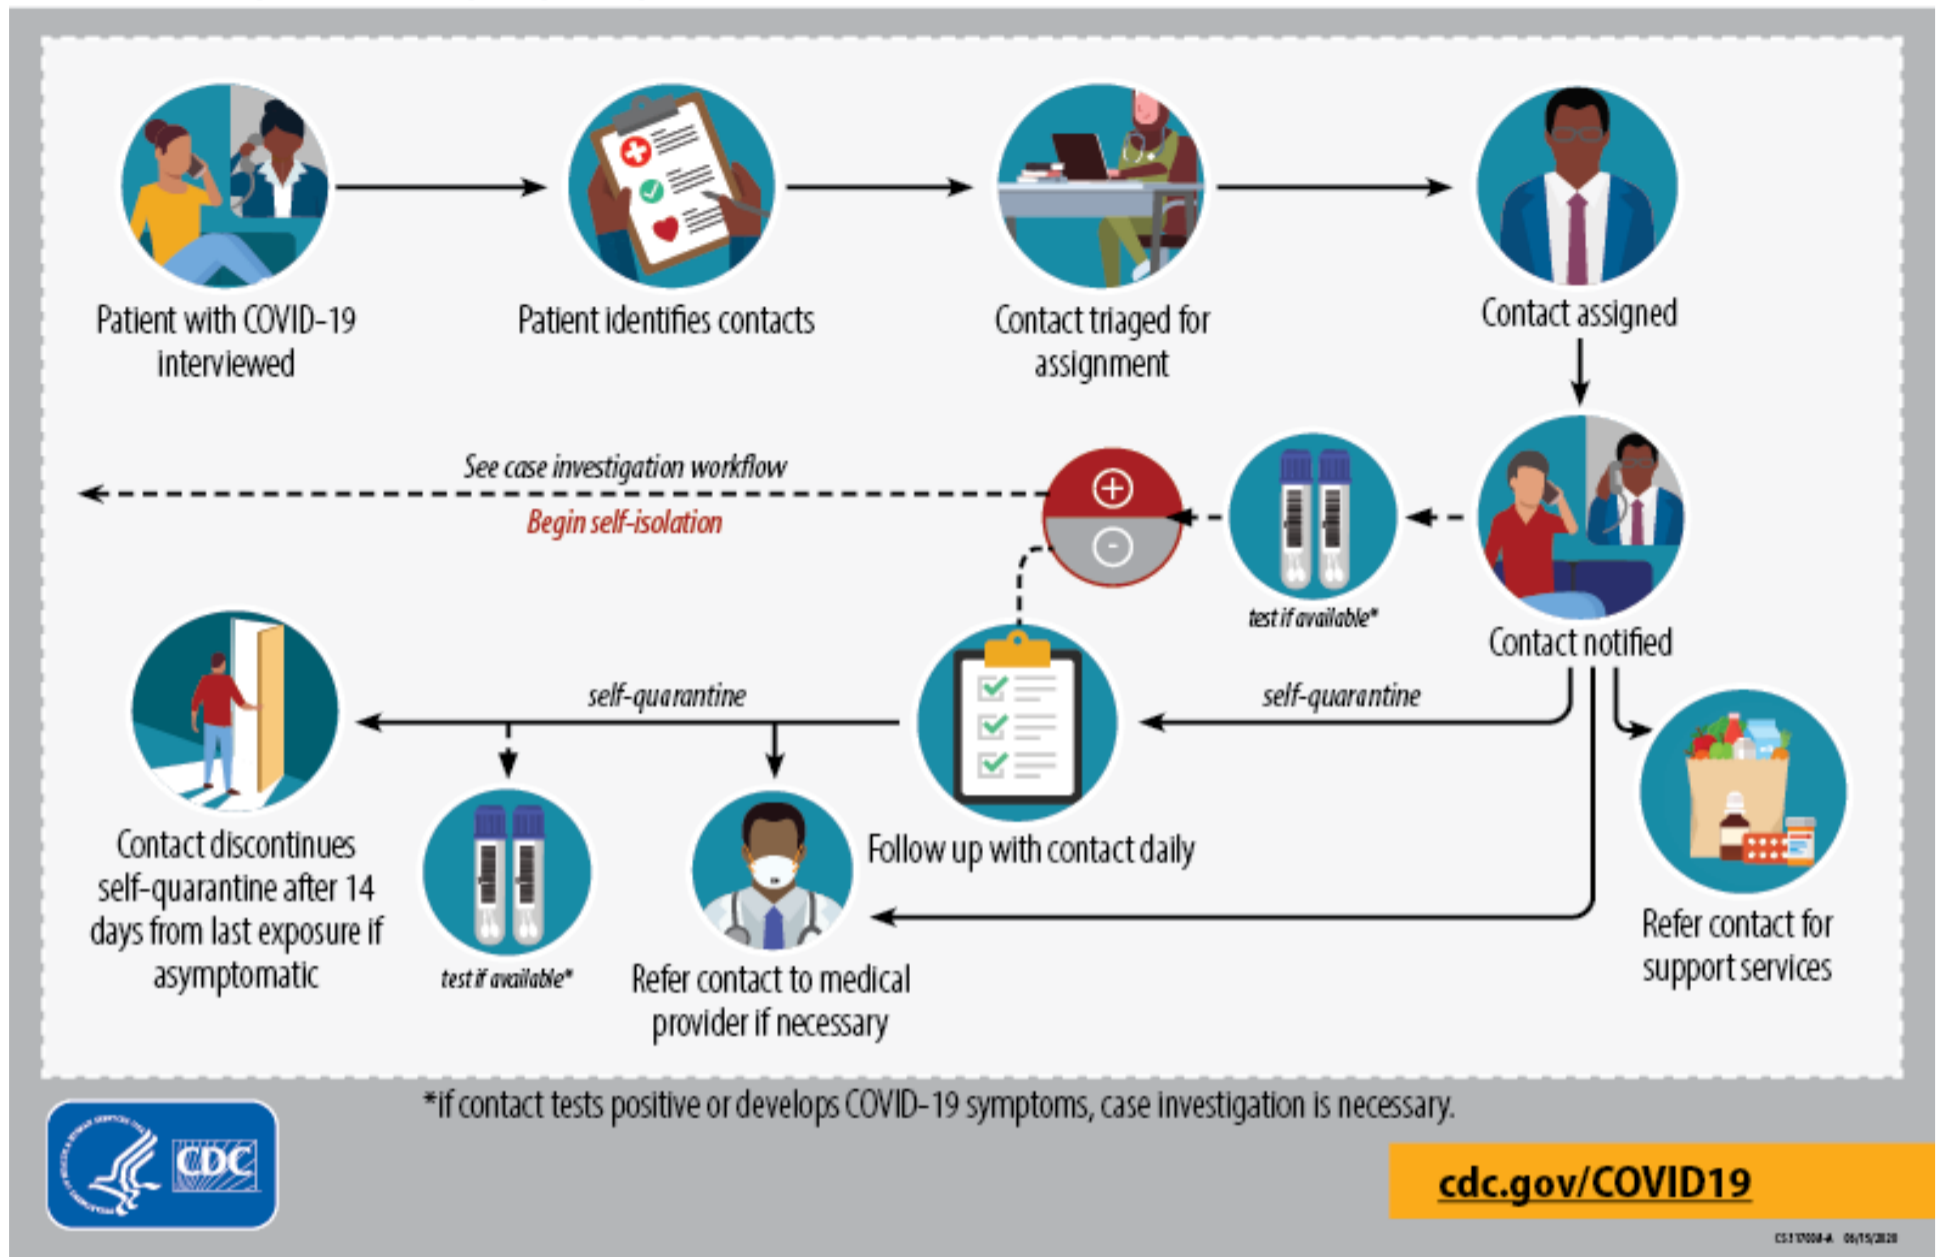 Patient with COVID-19
interviewed
Patient identifies contacts
Contact triaged for
assignment
Contact assigned
See case investigation workflow
Begin self-isolation
+
-
test if available*
Contact notified
self-quarantine
self-quarantine
Contact discontinues
self-quarantine after 14
days from last exposure if
asymptomatic
test if available*
Refer contact to medical
provider if necessary
Follow up with contact daily
Refer contact for
support services
*if contact tests positive or develops COVID-19 symptoms, case investigation is necessary.
CDC
cdc.gov/COVID19
06/15/2020